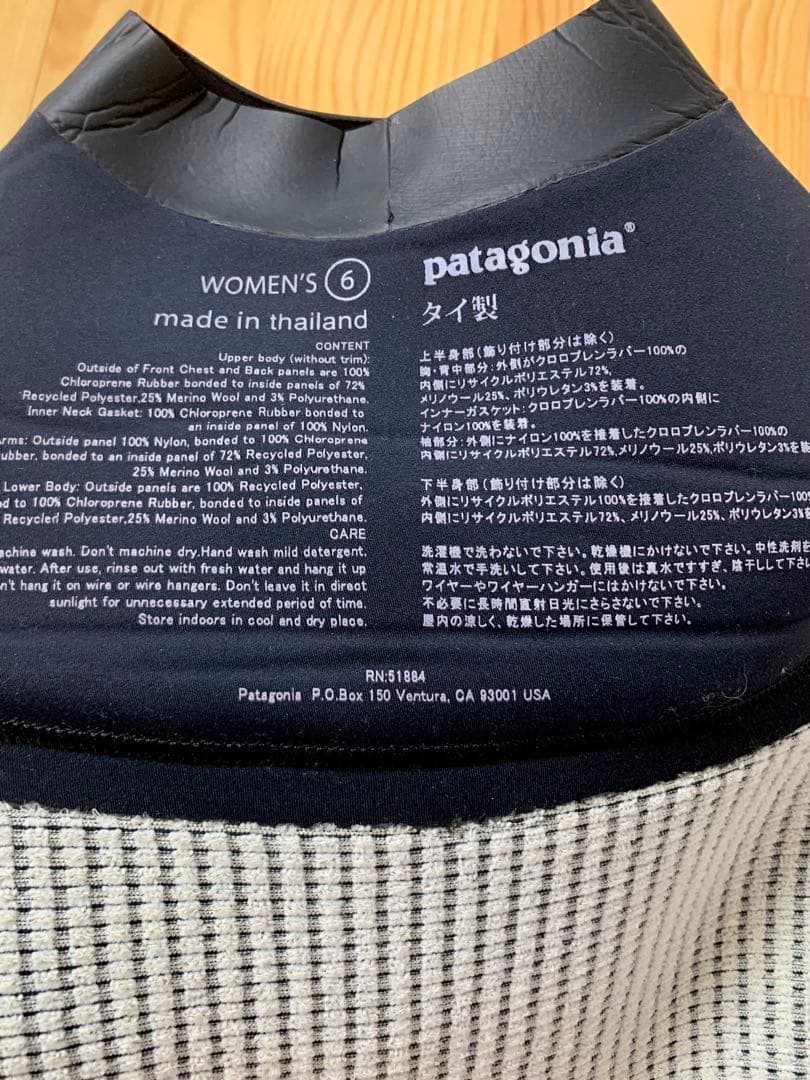 WOMEN'S 6
made in thailand
CONTENT
Upper body (without trim):
Outside of Front Chest and Back panels are 100%
Chloroprene Rubber bonded to inside panels of 72%
Recycled Polyester,25% Merino Wool and 3% Polyurethane.
Inner Neck Gasket: 100% Chloroprene Rubber bonded to
an inside panel of 100% Nylon.
Arms: Outside panel 100% Nylon, bonded to 100% Chloroprene
ubber, bonded to an inside panel of 72% Recycled Polyester,
25% Merino Wool and 3% Polyurethane.
Lower Body: Outside panels are 100% Recycled Polyester,
d to 100% Chloroprene Rubber, bonded to inside panels of
Recycled Polyester,25% Merino Wool and 3% Polyurethane.
CARE
achine wash. Don't machine dry.Hand wash mild detergent,
water. After use, rinse out with fresh water and hang it up
n't hang it on wire or wire hangers. Don't leave it in direct
sunlight for unnecessary extended period of time.
Store indoors in cool and dry place.
patagonia®
タイ製
上半身部(飾り付け部分は除く)
胸・背中部分:外側がクロロプレンラバー100%の
内側にリサイクルポリエステル72%,
メリノウール25%、ポリウレタン3%を装着。
インナーガスケット:クロロプレンラバー100%の内側に
ナイロン100%を装着。
袖部分:外側にナイロン100%を接着したクロロプレンラバー100%の
内側にリサイクルポリエステル72%,メリノウール25%,ポリウレタン3%を装
下半身部(飾り付け部分は除く)
外側にリサイクルポリエステル100%を接着したクロロプレンラバー100
内側にリサイクルポリエステル72%、メリノウール25%、ポリウレタン3%
洗濯機で洗わないで下さい。乾燥機にかけないで下さい。中性洗剤を
常温水で手洗いして下さい。使用後は真水ですすぎ、陰干しして下さ
ワイヤーやワイヤーハンガーにはかけないで下さい。
不必要に長時間直射日光にさらさないで下さい。
屋内の涼しく、乾燥した場所に保管して下さい。
RN:51884
Patagonia P.O.Box 150 Ventura, CA 93001 USA